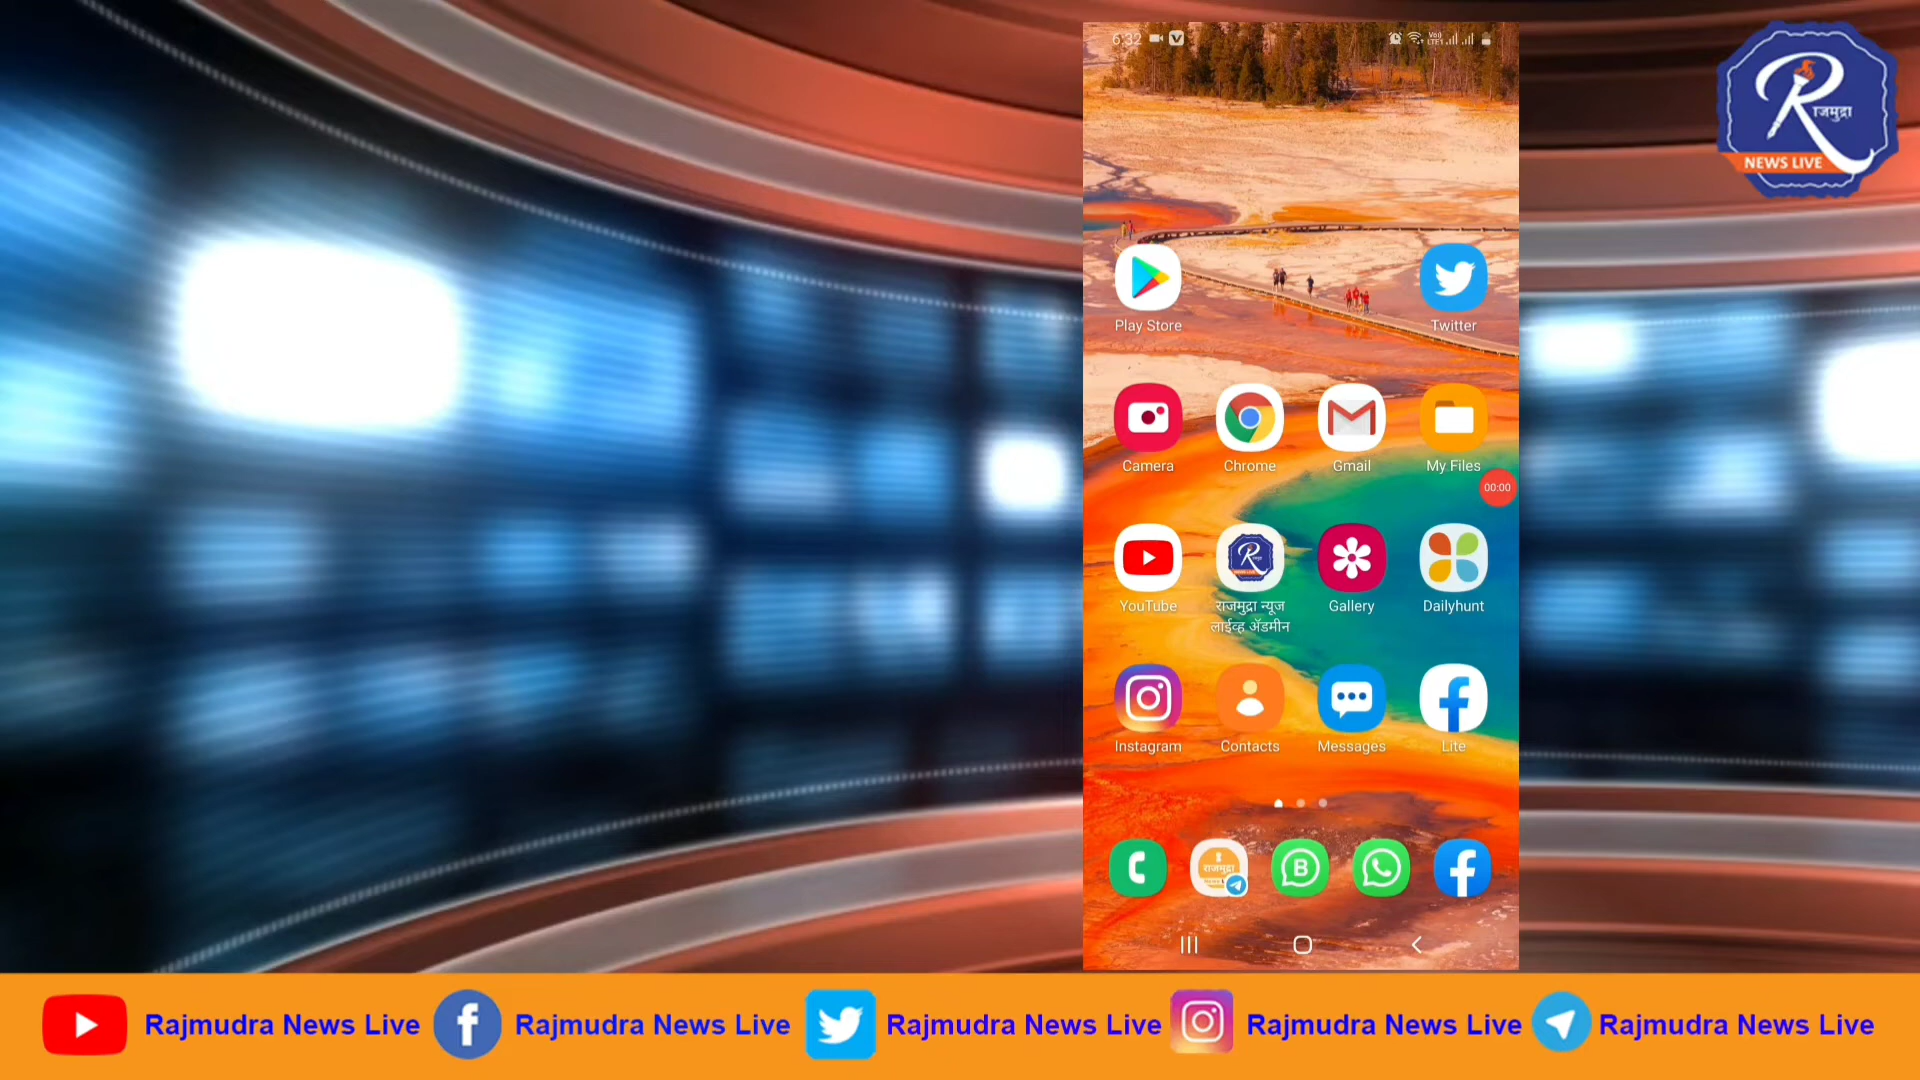 6:32
राजमुद्रा
NEWS LIVE
Play Store
Twitter
Camera
Chrome
Gmail
My Files
00:00
YouTube
राजमुद्रा न्यूज
लाईव्ह ॲडमीन
Gallery
Dailyhunt
Instagram
Contacts
Messages
Lite
राजमुद्रा
B
Rajmudra News Live
Rajmudra News Live
Rajmudra News Live
Rajmudra News Live
Rajmudra News Live